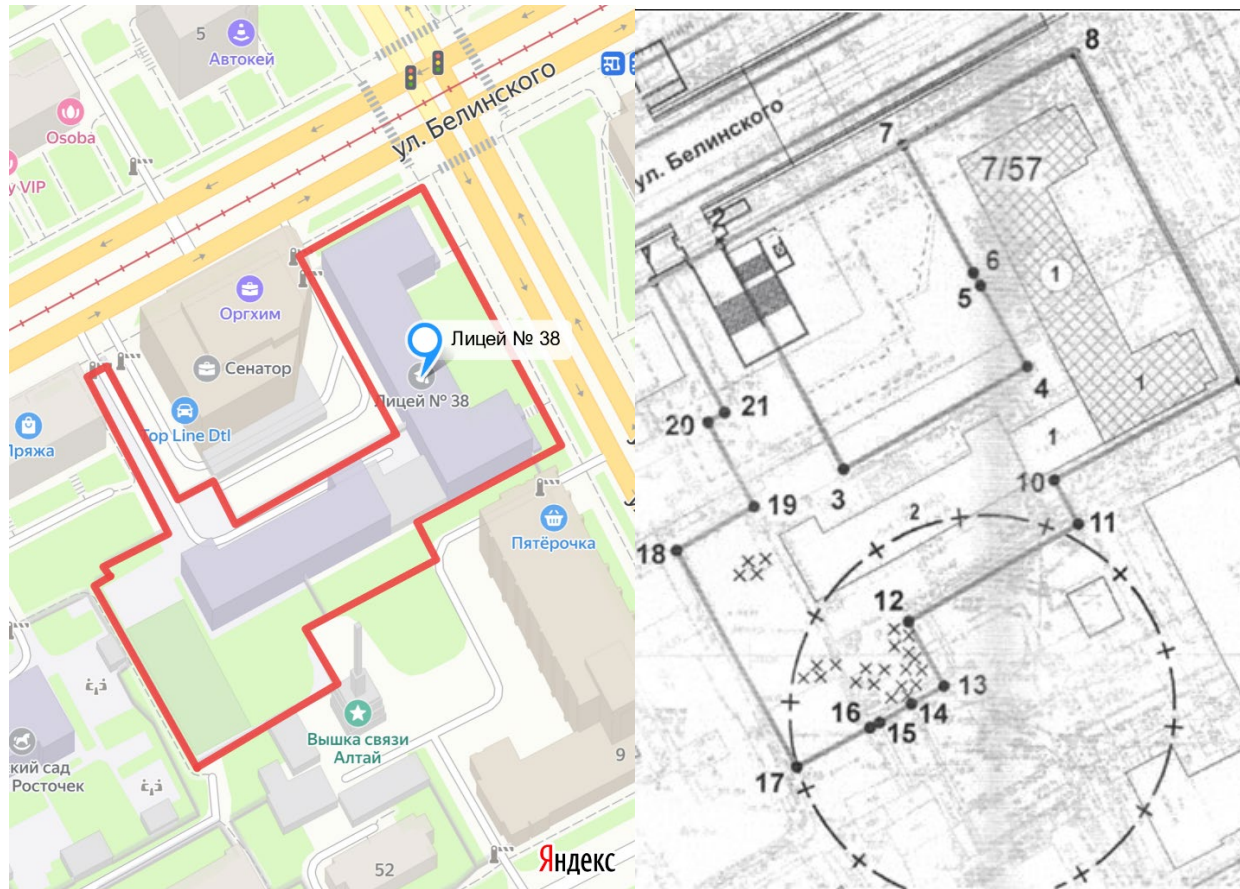 5
Автокей
Osoba
y VIP
ул. Белинского
Оргхим
Сенатор
Лицей № 38
Лицей № 38
Пряжа
Top Line Dtl
Пятёрочка
Вышка связи
Алтай
кий сад
Росточек
9
52
Яндекс
8
7
ул. Белинского
7/57
2
6
5
1
4
1
21
20
3
1
10
19
2
11
18
12
13
14
16
15
17